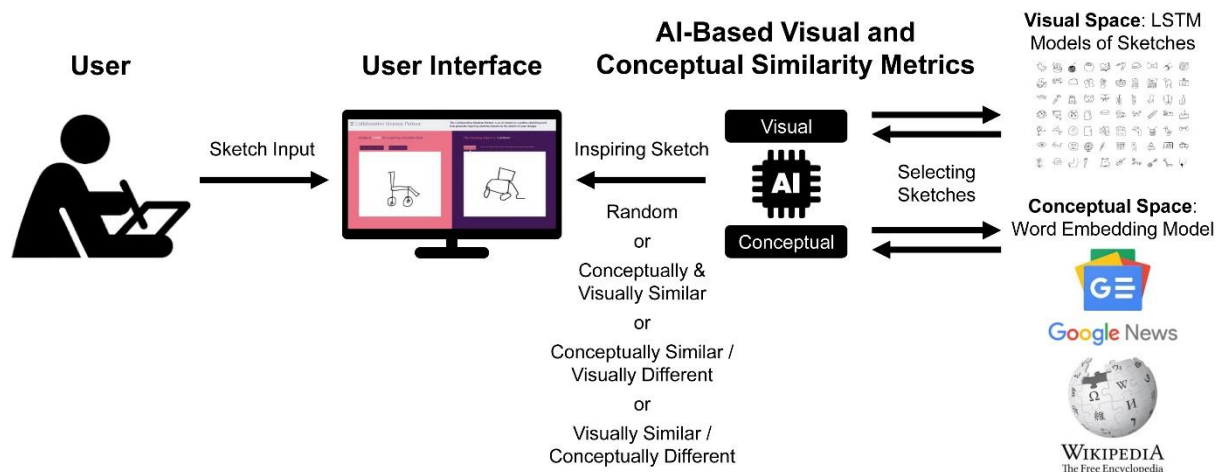 User
User Interface
AI-Based Visual and
Conceptual Similarity Metrics
Visual Space: LSTM
Models of Sketches
Sketch Input
Inspiring Sketch
Random
or
Conceptually &
Visually Similar
or
Conceptually Similar /
Visually Different
or
Visually Similar /
Conceptually Different
Visual
AI
Conceptual
Selecting
Sketches
Conceptual Space:
Word Embedding Model
GE
Google News
Ω
W
И
WIKIPEDIA
The Free Encyclopedia